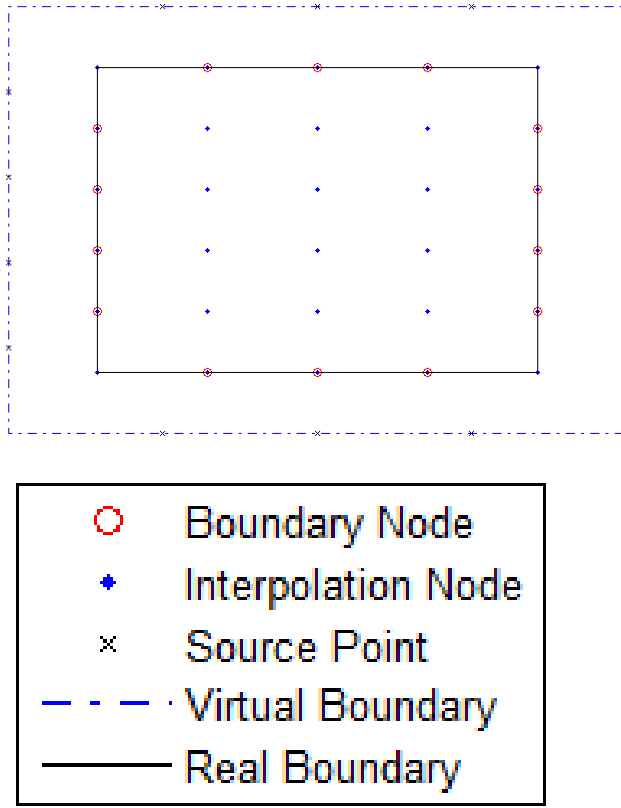 Boundary Node
Interpolation Node
Source Point
Virtual Boundary
Real Boundary